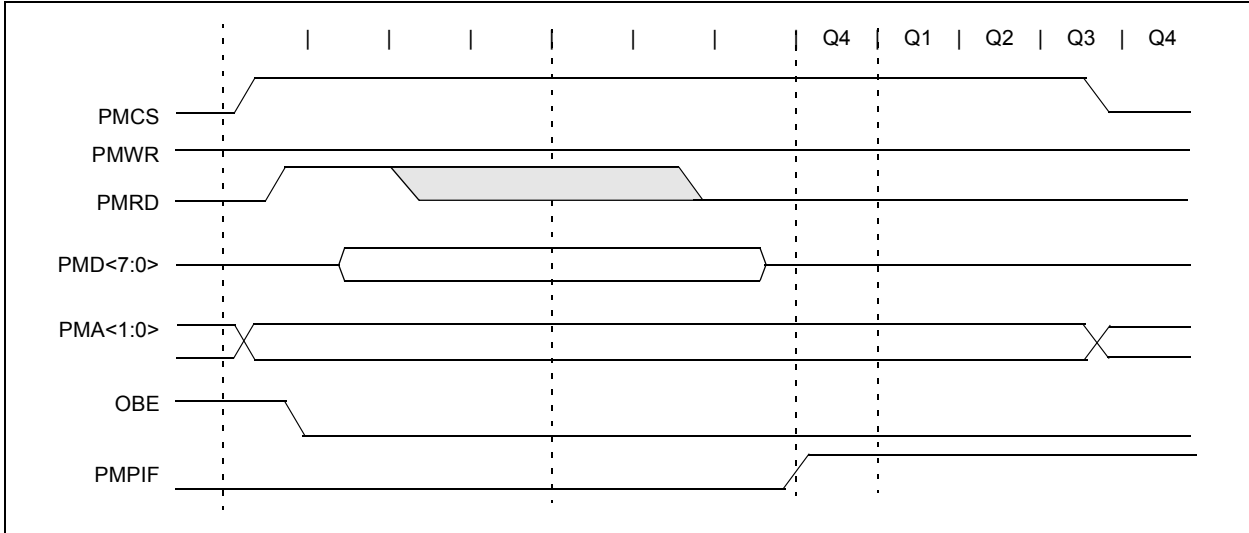 | | | | | | | Q4 | Q1 | Q2 | Q3 | Q4
PMCS
PMWR
PMRD
PMD<7:0>
PMA<1:0>
OBE
PMPIF